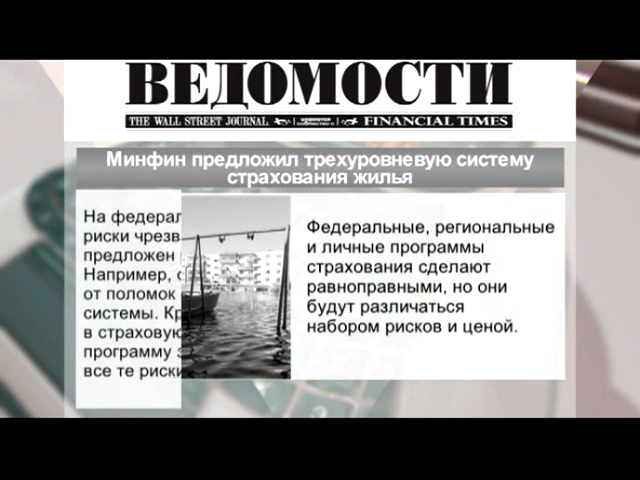 ВЕДОМОСТИ
THE WALL STREET JOURNAL FINANCIAL TIMES
Минфин предложил трехуровневую систему
страхования жилья
На федерал
риски чрезв
предложен
Например,
от поломок
системы.
в страховую
программу
все те риски
Федеральные, региональные
и личные программы
страхования сделают
равноправными, но они
будут различаться
набором рисков и ценой.